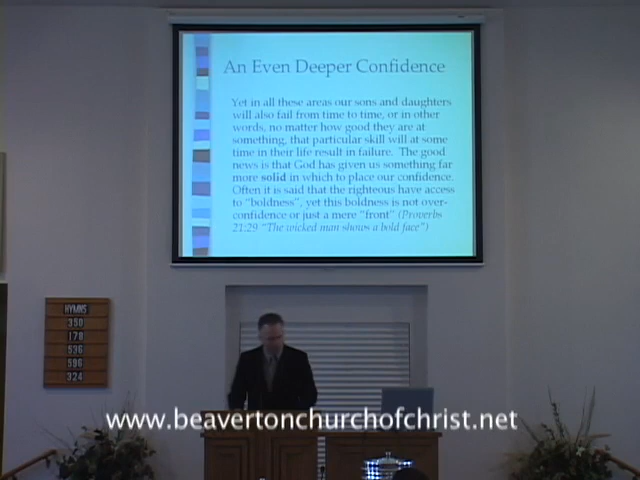 An Even Deeper Confidence
Yet in all these areas our sons and daughters
will also fail from time to time, or in other
words, no matter how good they are at
something, that particular skill will at some
time in their life result in failure. The good
news is that God has given us something far
more solid in which to place our confidence.
Often it is said that the righteous have access
to "boldness", yet this boldness is not over-
confidence or just a mere "front" (Proverbs
21:29 "The wicked man shows a bold face")
HYMNS
350
178
536
596
324
www.beavertonchurchofchrist.net